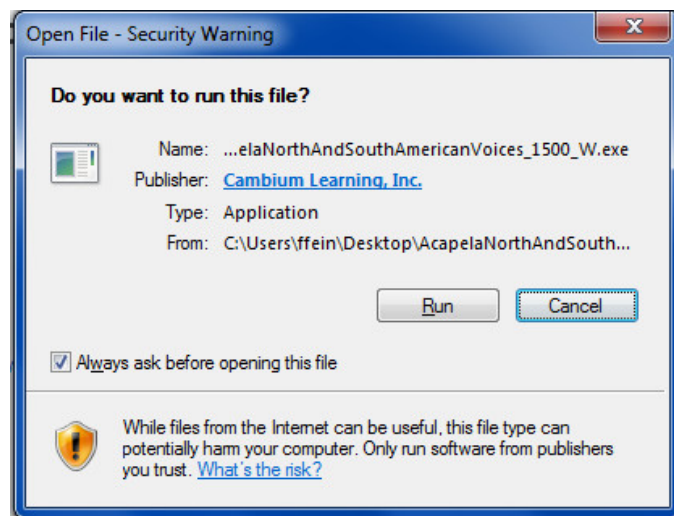 Open File - Security Warning
Do you want to run this file?
Name: ...elaNorthAndSouthAmericanVoices_1500_W.exe
Publisher: Cambium Learning, Inc.
Type: Application
From: C:\Users\ffein\Desktop\AcapelaNorthAndSouth...
Run Cancel
Always ask before opening this file
While files from the Internet can be useful, this file type can
potentially harm your computer. Only run software from publishers
you trust. What's the risk?